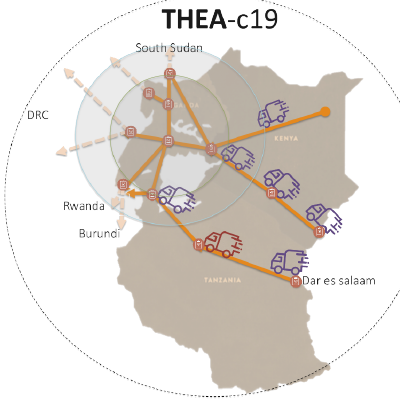 THEA-c19
South Sudan
DRC
KENYA
Rwanda
Burundi
TANZANIA
Dar es salaam